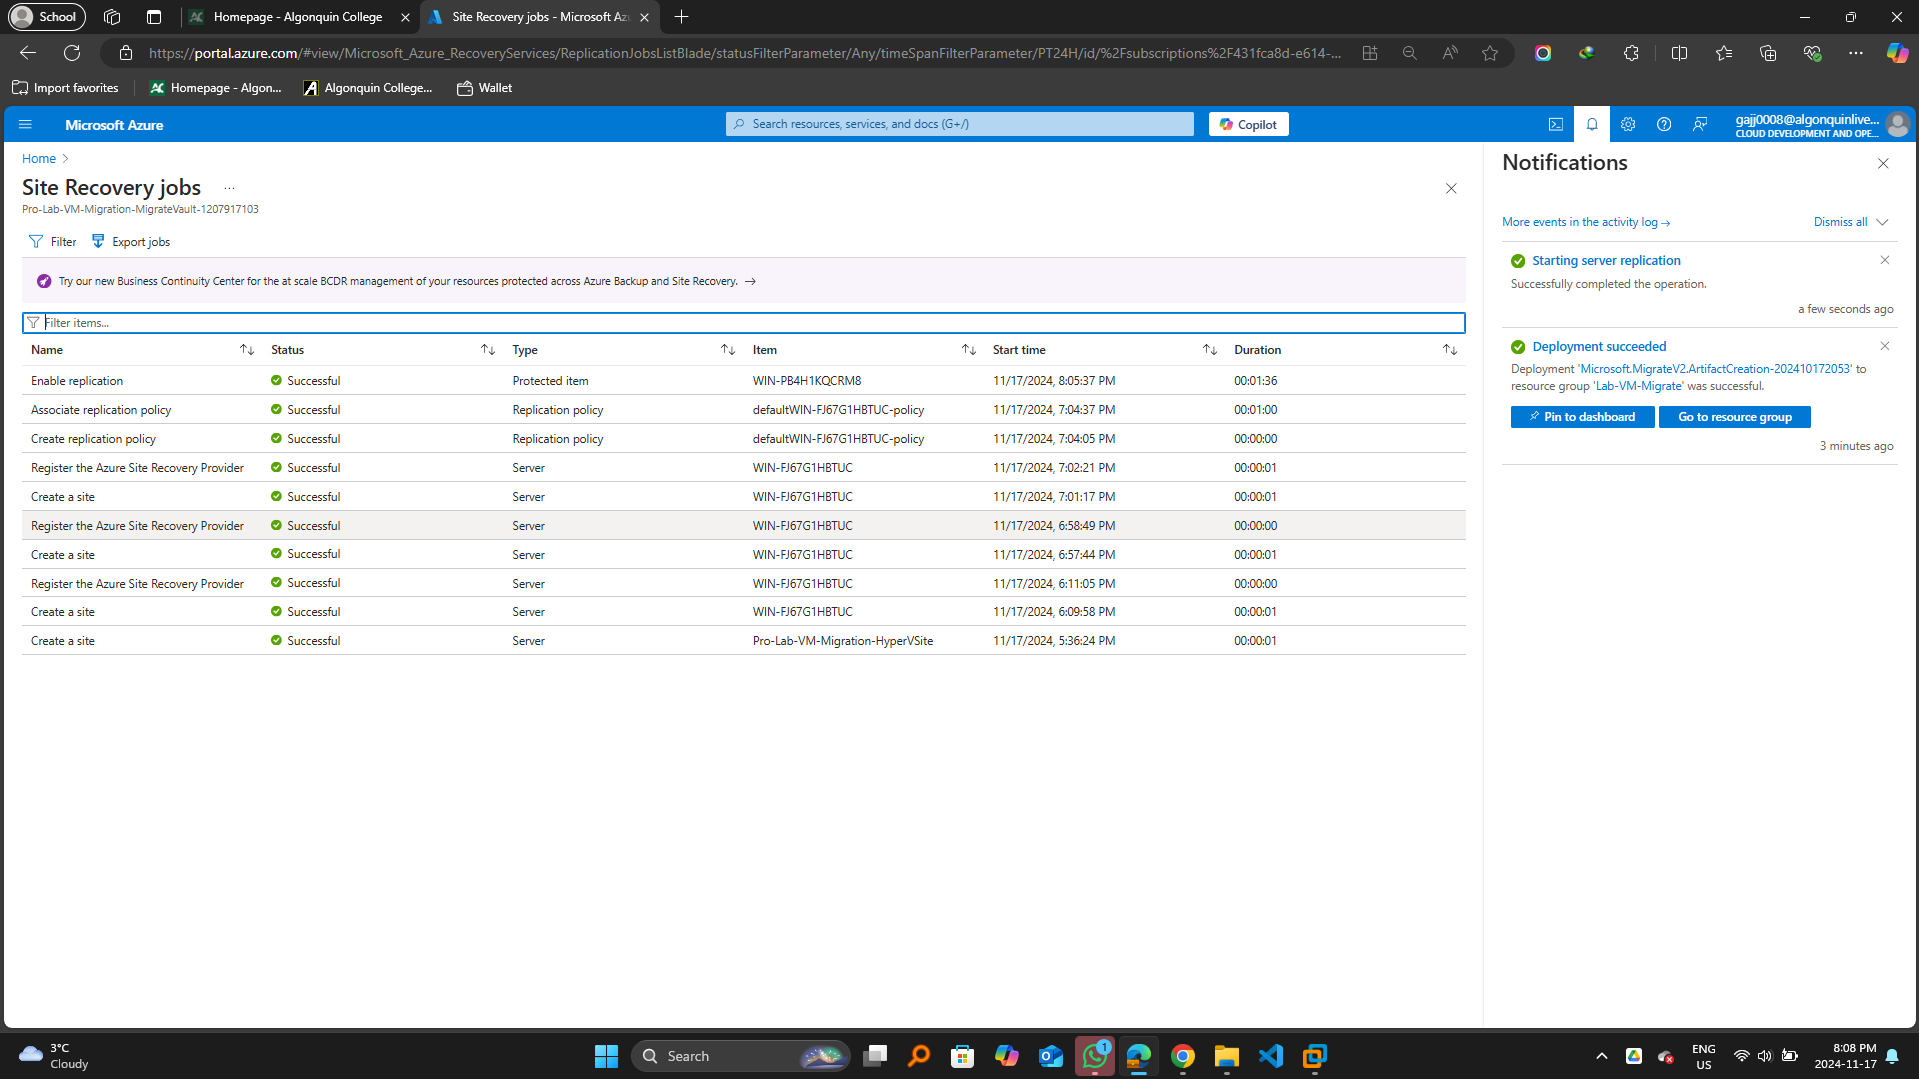 School
Homepage - Algonquin College
Site Recovery jobs - Microsoft Az
https://portal.azure.com/#view/Microsoft_Azure_RecoveryServices/ReplicationJobsListBlade/statusFilterParameter/Any/timeSpanFilterParameter/PT24H/id/%2Fsubscriptions%2F431fca8d-e614-...
Import favorites
Homepage - Algon...
Algonquin College...
Wallet
Microsoft Azure
Search resources, services, and docs (G+/)
Copilot
gajj0008@algonquinlive...
CLOUD DEVELOPMENT AND OPE...
Home
Site Recovery jobs ...
Pro-Lab-VM-Migration-MigrateVault-1207917103
Filter Export jobs
Try our new Business Continuity Center for the at scale BCDR management of your resources protected across Azure Backup and Site Recovery. →
Filter items...
Name Status Type Item Start time Duration
Enable replication Successful Protected item WIN-PB4H1KQCRM8 11/17/2024, 8:05:37 PM 00:01:36
Associate replication policy Successful Replication policy defaultWIN-FJ67G1HBTUC-policy 11/17/2024, 7:04:37 PM 00:01:00
Create replication policy Successful Replication policy defaultWIN-FJ67G1HBTUC-policy 11/17/2024, 7:04:05 PM 00:00:00
Register the Azure Site Recovery Provider Successful Server WIN-FJ67G1HBTUC 11/17/2024, 7:02:21 PM 00:00:01
Create a site Successful Server WIN-FJ67G1HBTUC 11/17/2024, 7:01:17 PM 00:00:01
Register the Azure Site Recovery Provider Successful Server WIN-FJ67G1HBTUC 11/17/2024, 6:58:49 PM 00:00:00
Create a site Successful Server WIN-FJ67G1HBTUC 11/17/2024, 6:57:44 PM 00:00:01
Register the Azure Site Recovery Provider Successful Server WIN-FJ67G1HBTUC 11/17/2024, 6:11:05 PM 00:00:00
Create a site Successful Server WIN-FJ67G1HBTUC 11/17/2024, 6:09:58 PM 00:00:01
Create a site Successful Server Pro-Lab-VM-Migration-HyperVSite 11/17/2024, 5:36:24 PM 00:00:01
Notifications
More events in the activity log → Dismiss all
Starting server replication
Successfully completed the operation.
a few seconds ago
Deployment succeeded
Deployment 'Microsoft.MigrateV2.ArtifactCreation-202410172053' to
resource group 'Lab-VM-Migrate' was successful.
Pin to dashboard Go to resource group
3 minutes ago
3°C
Cloudy
Search
1
ENG
US
8:08 PM
2024-11-17